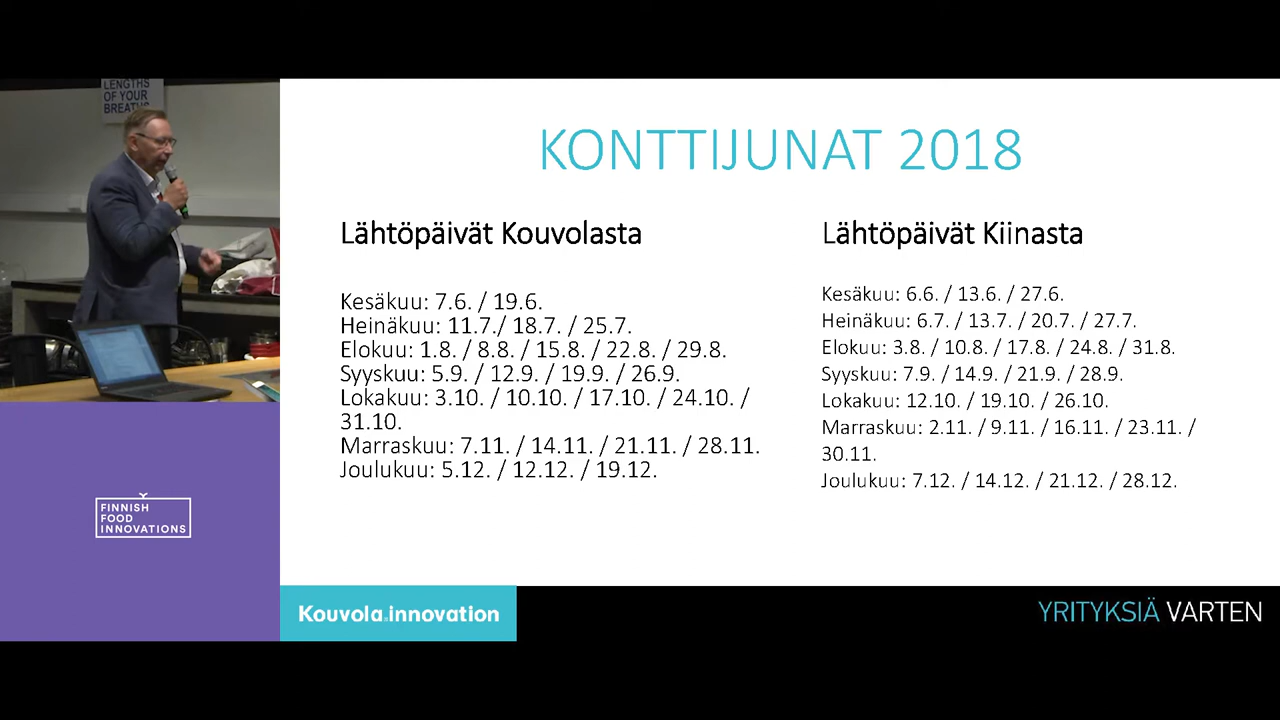 LENGTHS
OF YOUR
BREATHS
KONTTIJUNAT 2018
Lähtöpäivät Kouvolasta
Kesäkuu: 7.6. / 19.6.
Heinäkuu: 11.7./ 18.7. / 25.7.
Elokuu: 1.8. / 8.8. / 15.8. / 22.8. / 29.8.
Syyskuu: 5.9. / 12.9. / 19.9. / 26.9.
Lokakuu: 3.10. / 10.10. / 17.10. / 24.10. /
31.10.
Marraskuu: 7.11. / 14.11. / 21.11. / 28.11.
Joulukuu: 5.12. / 12.12. / 19.12.
Lähtöpäivät Kiinasta
Kesäkuu: 6.6. / 13.6. / 27.6.
Heinäkuu: 6.7. / 13.7. / 20.7. / 27.7.
Elokuu: 3.8. / 10.8. / 17.8. / 24.8. / 31.8.
Syyskuu: 7.9. / 14.9. / 21.9. / 28.9.
Lokakuu: 12.10. / 19.10. / 26.10.
Marraskuu: 2.11. / 9.11. / 16.11. / 23.11. /
30.11.
Joulukuu: 7.12. / 14.12. / 21.12. / 28.12.
FINNISH
FOOD
INNOVATIONS
Kouvola.innovation
YRITYKSIÄ VARTEN